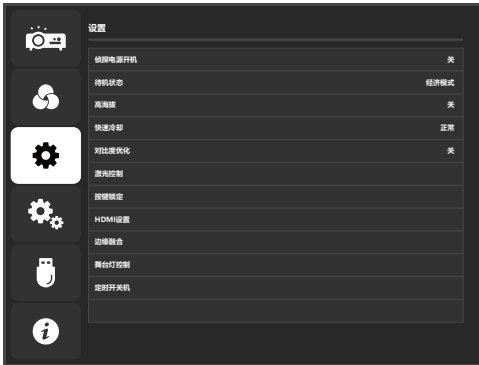 设置
侦探电源开机 关
待机状态 经济模式
高海拔 关
快速冷却 正常
对比度优化 关
激光控制
按键锁定
HDMI设置
边缘融合
舞台灯控制
定时开关机